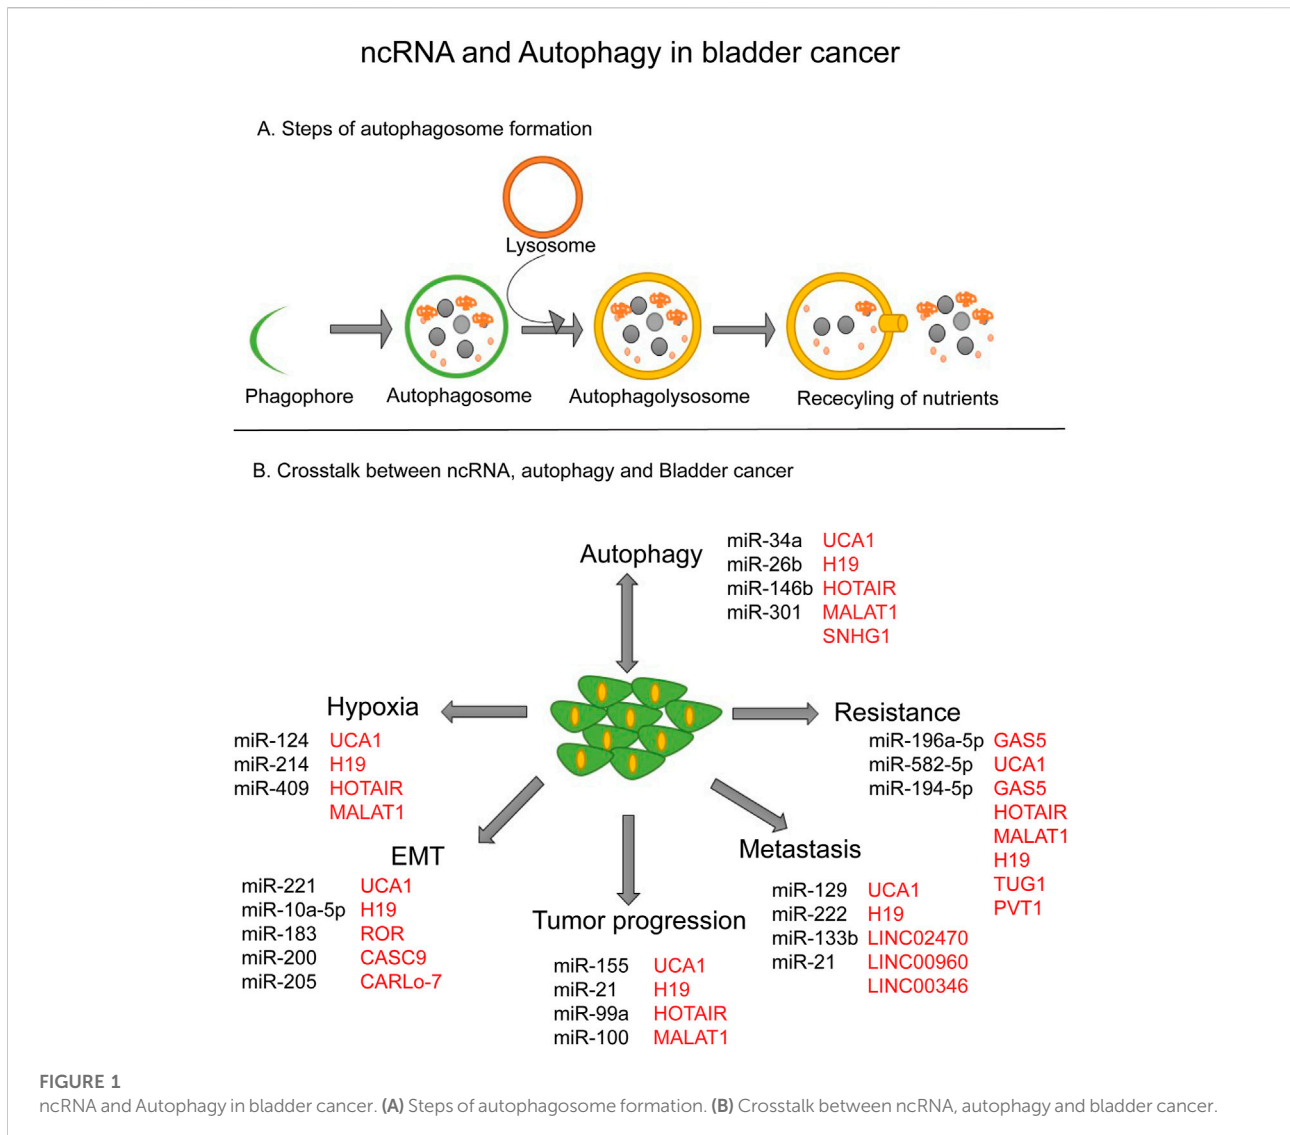 ncRNA and Autophagy in bladder cancer
A. Steps of autophagosome formation
Lysosome
Phagophore
Autophagosome
Autophagolysosome
Rececyling of nutrients
B. Crosstalk between ncRNA, autophagy and Bladder cancer
Autophagy
miR-34a UCA1
miR-26b H19
miR-146b HOTAIR
miR-301 MALAT1
SNHG1
Hypoxia
miR-124 UCA1
miR-214 H19
miR-409 HOTAIR
MALAT1
Resistance
miR-196a-5p GAS5
miR-582-5p UCA1
miR-194-5p GAS5
HOTAIR
MALAT1
H19
TUG1
PVT1
EMT
miR-221 UCA1
miR-10a-5p H19
miR-183 ROR
miR-200 CASC9
miR-205 CARLo-7
Tumor progression
miR-155 UCA1
miR-21 H19
miR-99a HOTAIR
miR-100 MALAT1
Metastasis
miR-129 UCA1
miR-222 H19
miR-133b LINC02470
miR-21 LINC00960
LINC00346
FIGURE 1
ncRNA and Autophagy in bladder cancer. (A) Steps of autophagosome formation. (B) Crosstalk between ncRNA, autophagy and bladder cancer.